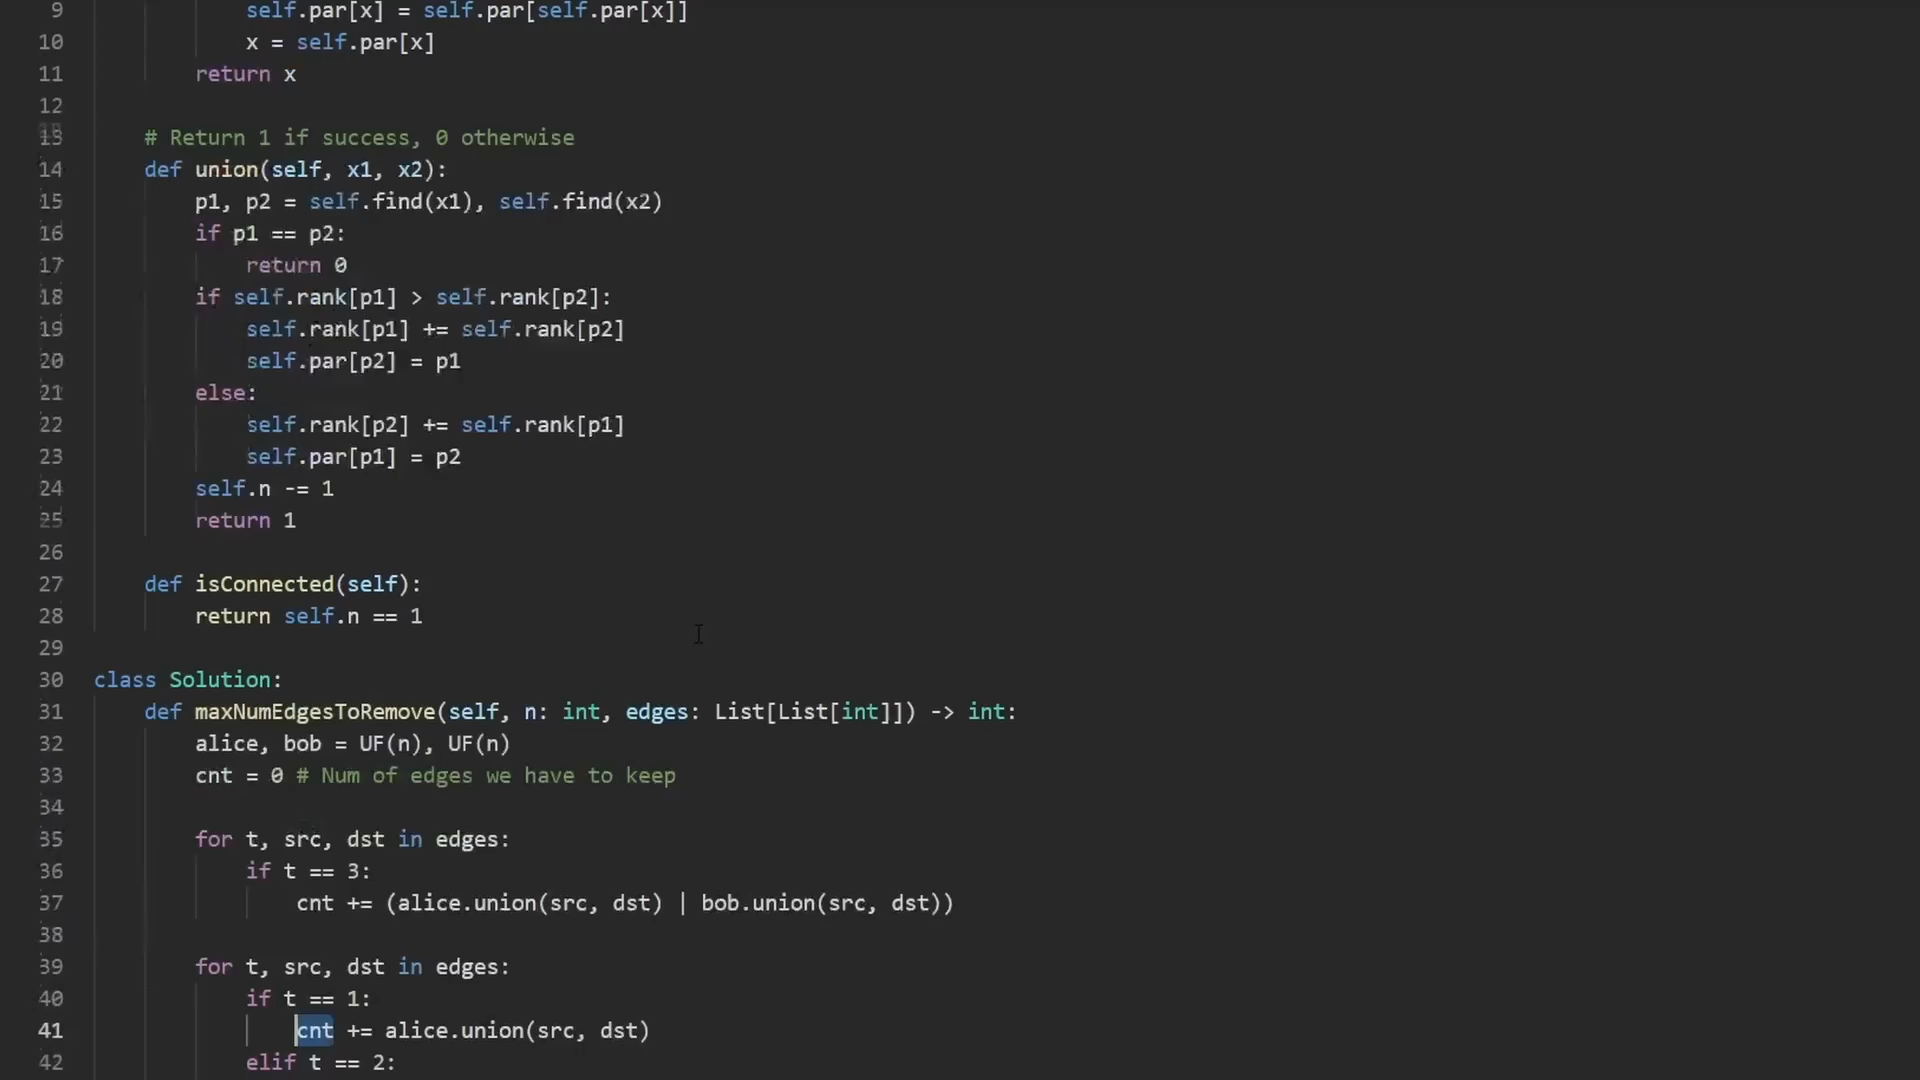 9 self.par[x] = self.par[self.par[x]]
10 x = self.par[x]
11 return x
12
13 # Return 1 if success, 0 otherwise
14 def union(self, x1, x2):
15 p1, p2 = self.find(x1), self.find(x2)
16 if p1 == p2:
17 return 0
18 if self.rank[p1] > self.rank[p2]:
19 self.rank[p1] += self.rank[p2]
20 self.par[p2] = p1
21 else:
22 self.rank[p2] += self.rank[p1]
23 self.par[p1] = p2
24 self.n -= 1
25 return 1
26
27 def isConnected(self):
28 return self.n == 1
29
30 class Solution:
31 def maxNumEdgesToRemove(self, n: int, edges: List[List[int]]) -> int:
32 alice, bob = UF(n), UF(n)
33 cnt = 0 # Num of edges we have to keep
34
35 for t, src, dst in edges:
36 if t == 3:
37 cnt += (alice.union(src, dst) | bob.union(src, dst))
38
39 for t, src, dst in edges:
40 if t == 1:
41 cnt += alice.union(src, dst)
42 elif t == 2: